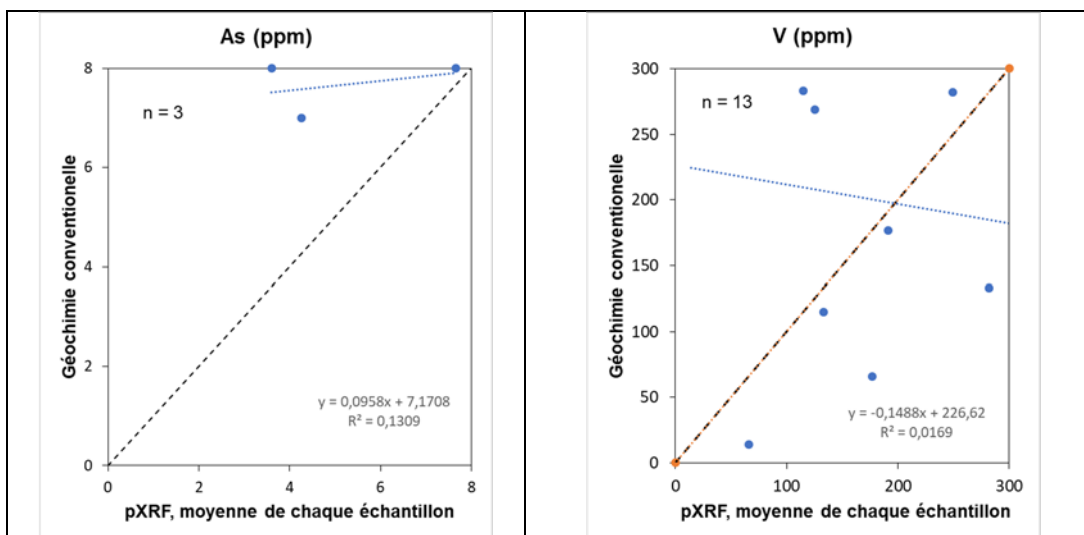 As (ppm)
8
6
4
2
0
n = 3
y = 0,0958x + 7,1708
R² = 0,1309
0 2 4 6 8
Géochimie conventionelle
pXRF, moyenne de chaque échantillon
V (ppm)
300
250
200
150
100
50
0
n = 13
y = -0,1488x + 226,62
R² = 0,0169
0 100 200 300
Géochimie conventionelle
pXRF, moyenne de chaque échantillon